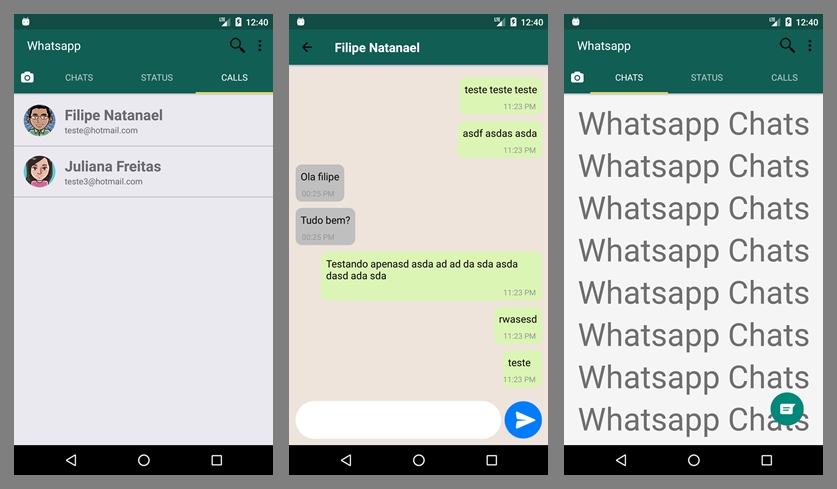 12:40
Whatsapp
CHATS STATUS CALLS
Filipe Natanael
teste@hotmail.com
Juliana Freitas
teste3@hotmail.com
12:40
Filipe Natanael
teste teste teste
11:23 PM
asdf asdas asda
11:23 PM
Ola filipe
00:25 PM
Tudo bem?
00:25 PM
Testando apenasd asda ad ad da sda asda
dasd ada sda
11:23 PM
rwasesd
11:23 PM
teste
11:23 PM
12:40
Whatsapp
CHATS STATUS CALLS
Whatsapp Chats
Whatsapp Chats
Whatsapp Chats
Whatsapp Chats
Whatsapp Chats
Whatsapp Chats
Whatsapp Chats
Whatsapp Chats